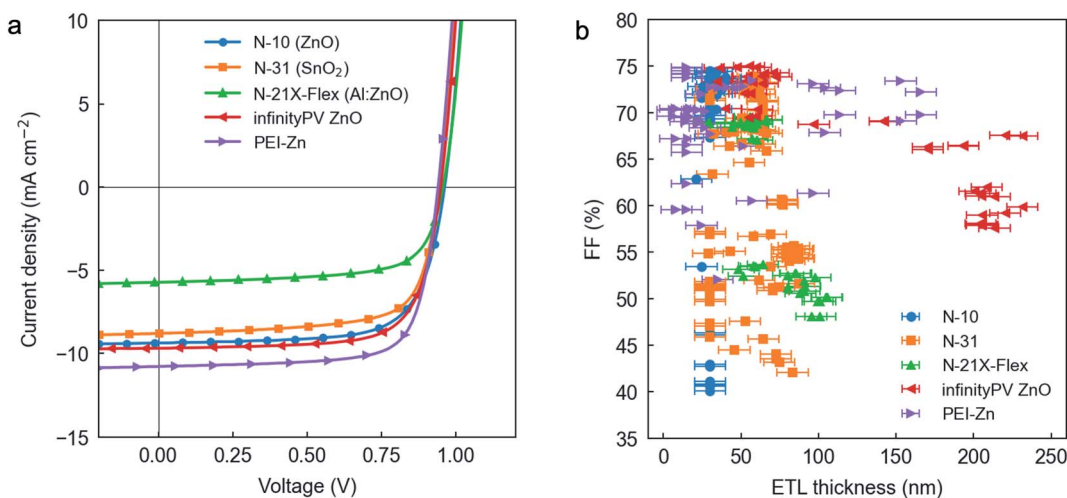 a
10
5
0
−5
−10
−15
Current density (mA cm⁻²)
0.00
0.25
0.50
0.75
1.00
Voltage (V)
N-10 (ZnO)
N-31 (SnO₂)
N-21X-Flex (Al:ZnO)
infinityPV ZnO
PEI-Zn
b
80
75
70
65
60
55
50
45
40
35
FF (%)
0
50
100
150
200
250
ETL thickness (nm)
N-10
N-31
N-21X-Flex
infinityPV ZnO
PEI-Zn